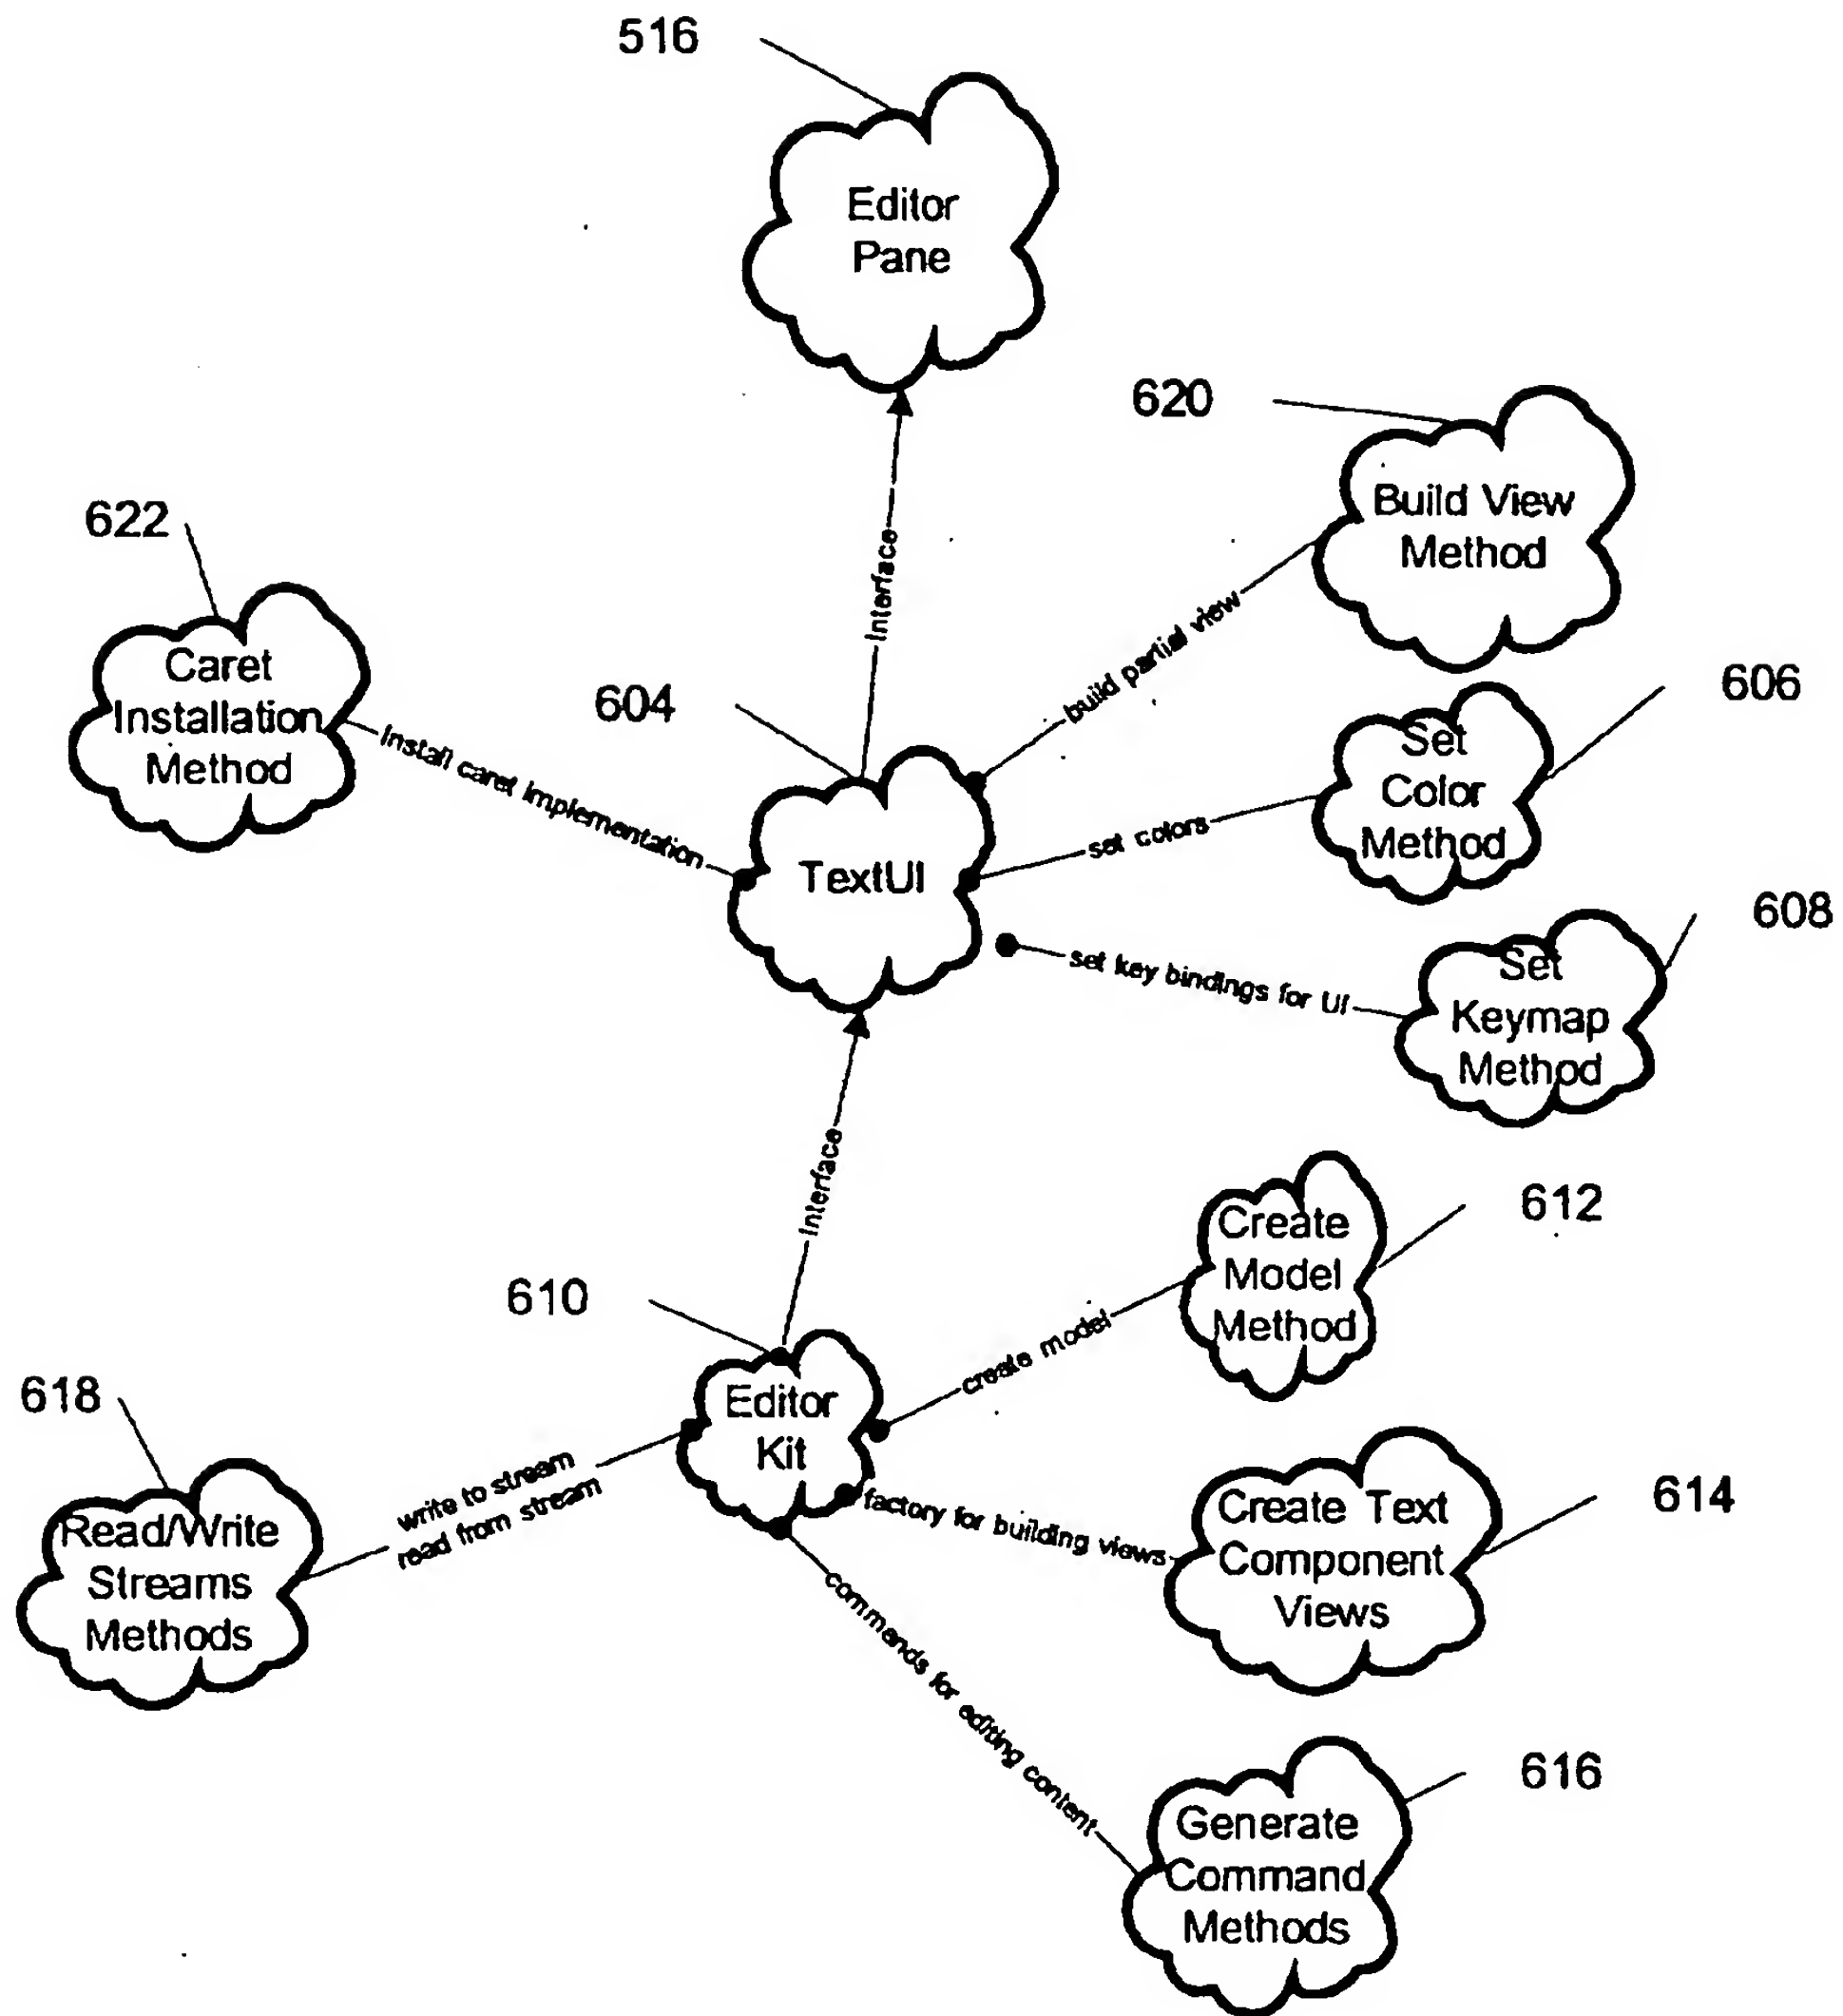 516
Editor
Pane
620
Build View
Method
622
Caret
Installation
Method
Interface
build partial view
604
606
Set
Color
Method
Install caret implementation
TextUI
set colors
608
Set
Keymap
Method
set key bindings for UI
Interface
612
Create
Model
Method
610
create model
Editor
Kit
618
Read/Write
Streams
Methods
write to stream
read from stream
factory for building views
614
Create Text
Component
Views
commands for editing content
616
Generate
Command
Methods